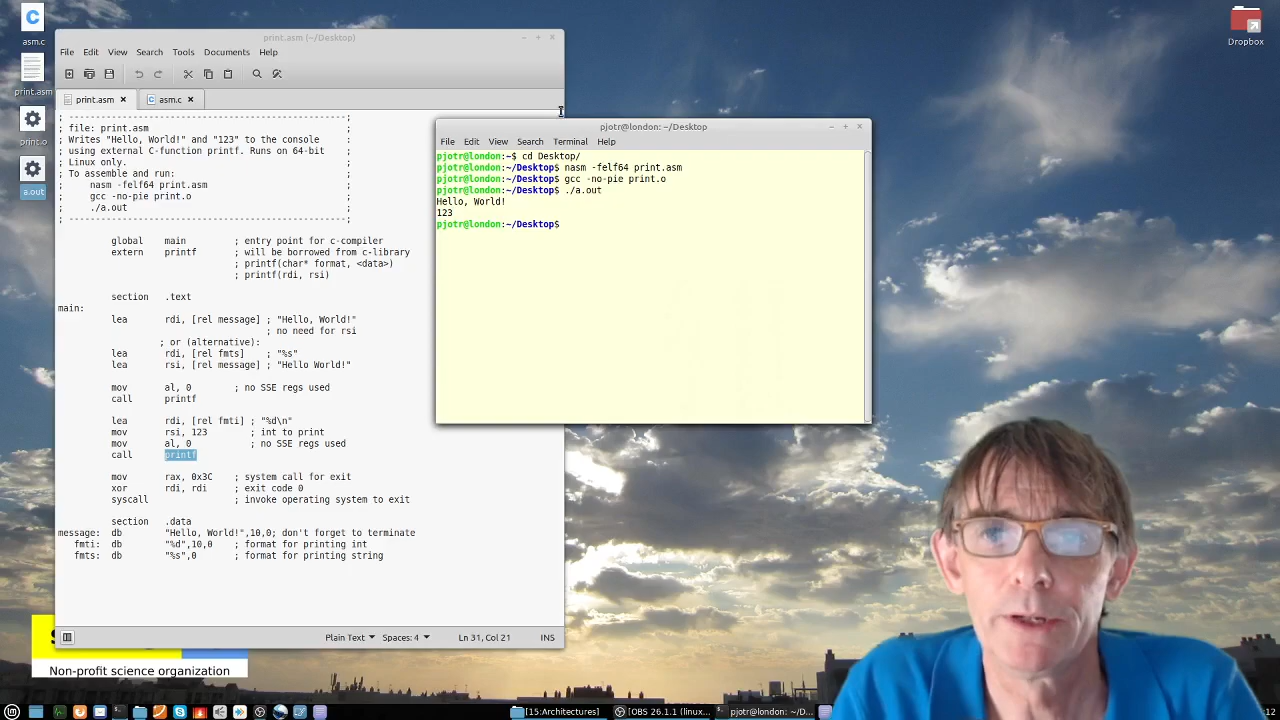 asm.c
print.asm
print.o
a.out
Dropbox
print.asm (~/Desktop)
File Edit View Search Tools Documents Help
print.asm asm.c
; -----------------------------------------------;
; file: print.asm ;
; Writes "Hello, World!" and "123" to the console ;
; using external C-function printf. Runs on 64-bit ;
; Linux only. ;
; To assemble and run: ;
; nasm -felf64 print.asm ;
; gcc -no-pie print.o ;
; ./a.out ;
; -----------------------------------------------;
global main ; entry point for c-compiler
extern printf ; will be borrowed from c-library
; printf(char* format, <data>)
; printf(rdi, rsi)
section .text
main:
lea rdi, [rel message] ; "Hello, World!"
; no need for rsi
; or (alternative):
lea rdi, [rel fmts] ; "%s"
lea rsi, [rel message] ; "Hello World!"
mov al, 0 ; no SSE regs used
call printf
lea rdi, [rel fmti] ; "%d\n"
mov rsi, 123 ; int to print
mov al, 0 ; no SSE regs used
call printf
mov rax, 0x3C ; system call for exit
xor rdi, rdi ; exit code 0
syscall ; invoke operating system to exit
section .data
message: db "Hello, World!",10,0; don't forget to terminate
fmti: db "%d",10,0 ; format for printing int
fmts: db "%s",0 ; format for printing string
Plain Text Spaces: 4 Ln 31, Col 21 INS
pjotr@london: ~/Desktop
File Edit View Search Terminal Help
pjotr@london:~$ cd Desktop/
pjotr@london:~/Desktop$ nasm -felf64 print.asm
pjotr@london:~/Desktop$ gcc -no-pie print.o
pjotr@london:~/Desktop$ ./a.out
Hello, World!
123
pjotr@london:~/Desktop$
Non-profit science organization
[15:Architectures] [OBS 26.1.1 (linux... pjotr@london: ~/D...